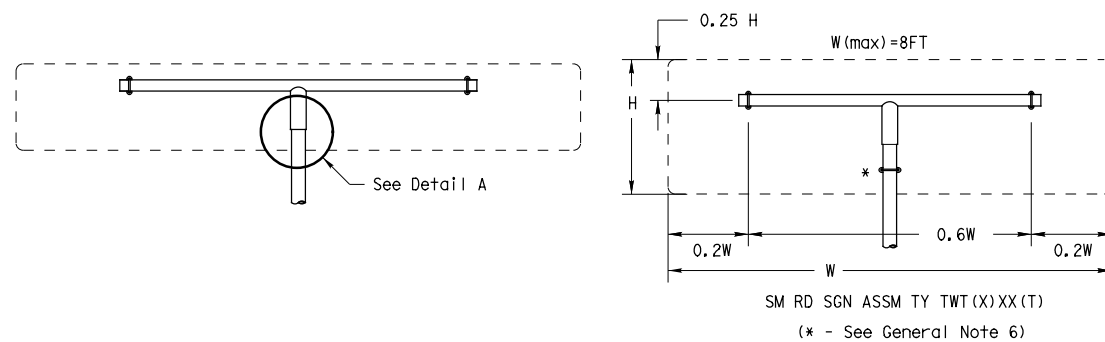 0.25 H
W(max)=8FT
H
See Detail A
*
0.2W
0.6W
0.2W
W
SM RD SGN ASSM TY TWT(X)XX(T)
(* - See General Note 6)